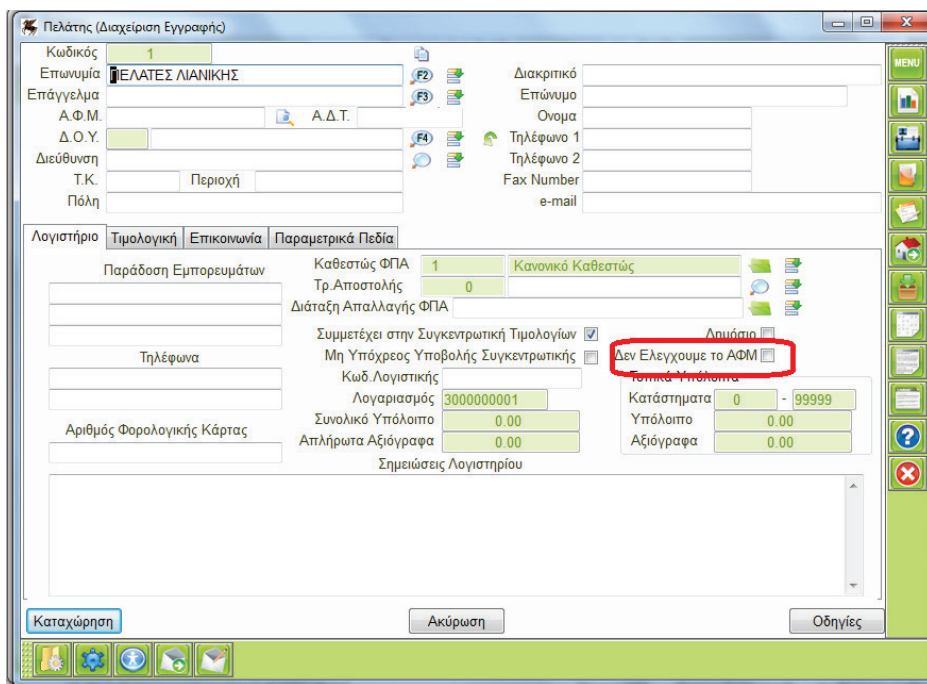 Πελάτης (Διαχείριση Εγγραφής)
Κωδικός 1
MENU
Επωνυμία ΠΕΛΑΤΕΣ ΛΙΑΝΙΚΗΣ F2 Διακριτικό
Επάγγελμα F3 Επώνυμο
Α.Φ.Μ. Α.Δ.Τ. Ονομα
Δ.Ο.Υ. F4 Τηλέφωνο 1
Διεύθυνση Τηλέφωνο 2
Τ.Κ. Περιοχή Fax Number
Πόλη e-mail
Λογιστήριο Τιμολογική Επικοινωνία Παραμετρικά Πεδία
Παράδοση Εμπορευμάτων Καθεστώς ΦΠΑ 1 Κανονικό Καθεστώς
Τρ.Αποστολής 0
Διάταξη Απαλλαγής ΦΠΑ
Συμμετέχει στην Συγκεντρωτική Τιμολογίων Δημόσιο
Τηλέφωνα Μη Υπόχρεος Υποβολής Συγκεντρωτικής Δεν Ελεγχουμε το ΑΦΜ
Κωδ.Λογιστικής Τοπικά Υπόλοιπα
Λογαριασμός 3000000001 Κατάστηματα 0 - 99999
Αριθμός Φορολογικής Κάρτας Συνολικό Υπόλοιπο 0.00 Υπόλοιπο 0.00
Απλήρωτα Αξιόγραφα 0.00 Αξιόγραφα 0.00
Σημειώσεις Λογιστηρίου
Καταχώρηση Ακύρωση Οδηγίες